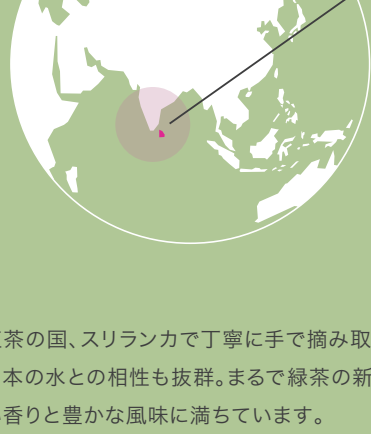 茶の国、スリランカで丁寧に手で摘み取
本の水との相性も抜群。まるで緑茶の新
香りと豊かな風味に満ちています。